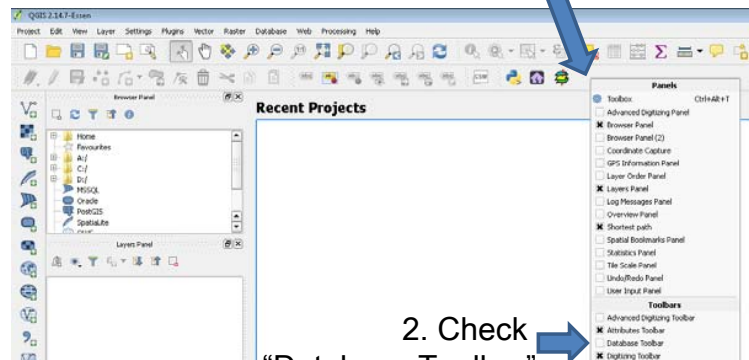 QGIS 2.14.7-Essen
Project Edit View Layer Settings Plugins Vector Raster Database Web Processing Help
Browser Panel
Home
Favourites
A:/
C:/
D:/
MSSQL
Oracle
PostGIS
SpatiaLite
Layers Panel
Recent Projects
CSW
Panels
Toolbox Ctrl+Alt+T
Advanced Digitizing Panel
Browser Panel
Browser Panel (2)
Coordinate Capture
GPS Information Panel
Layer Order Panel
Layers Panel
Log Messages Panel
Overview Panel
Shortest path
Spatial Bookmarks Panel
Statistics Panel
Tile Scale Panel
Undo/Redo Panel
User Input Panel
Toolbars
Advanced Digitizing Toolbar
Attributes Toolbar
Database Toolbar
Digitizing Toolbar
2. Check
"Database Toolbar"